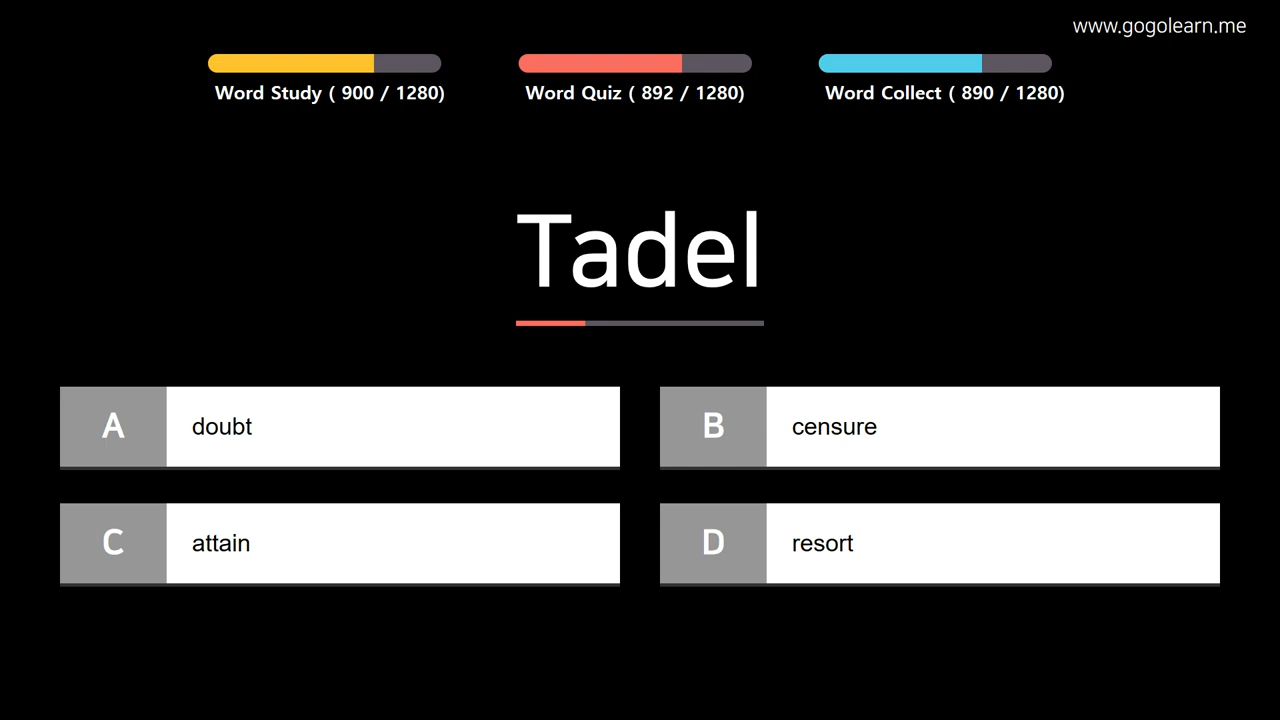 www.gogolearn.me
Word Study ( 900 / 1280)
Word Quiz ( 892 / 1280)
Word Collect ( 890 / 1280)
Tadel
A doubt
B censure
C attain
D resort